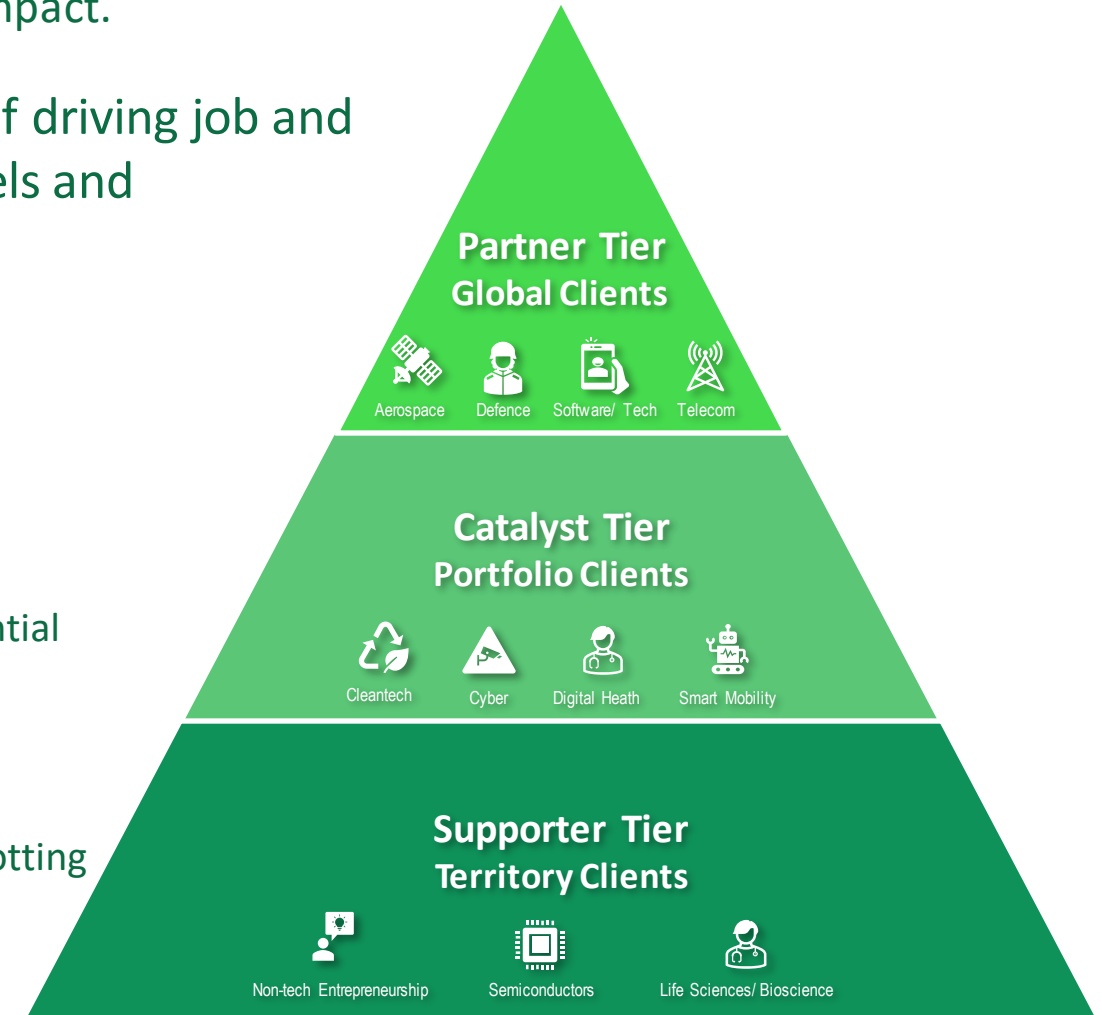 mpact.
f driving job and
els and
Partner Tier
Global Clients
Aerospace Defence Software/ Tech Telecom
Catalyst Tier
Portfolio Clients
ntial
Cleantech Cyber Digital Heath Smart Mobility
Supporter Tier
otting
Territory Clients
Non-tech Entrepreneurship Semiconductors Life Sciences/ Bioscience